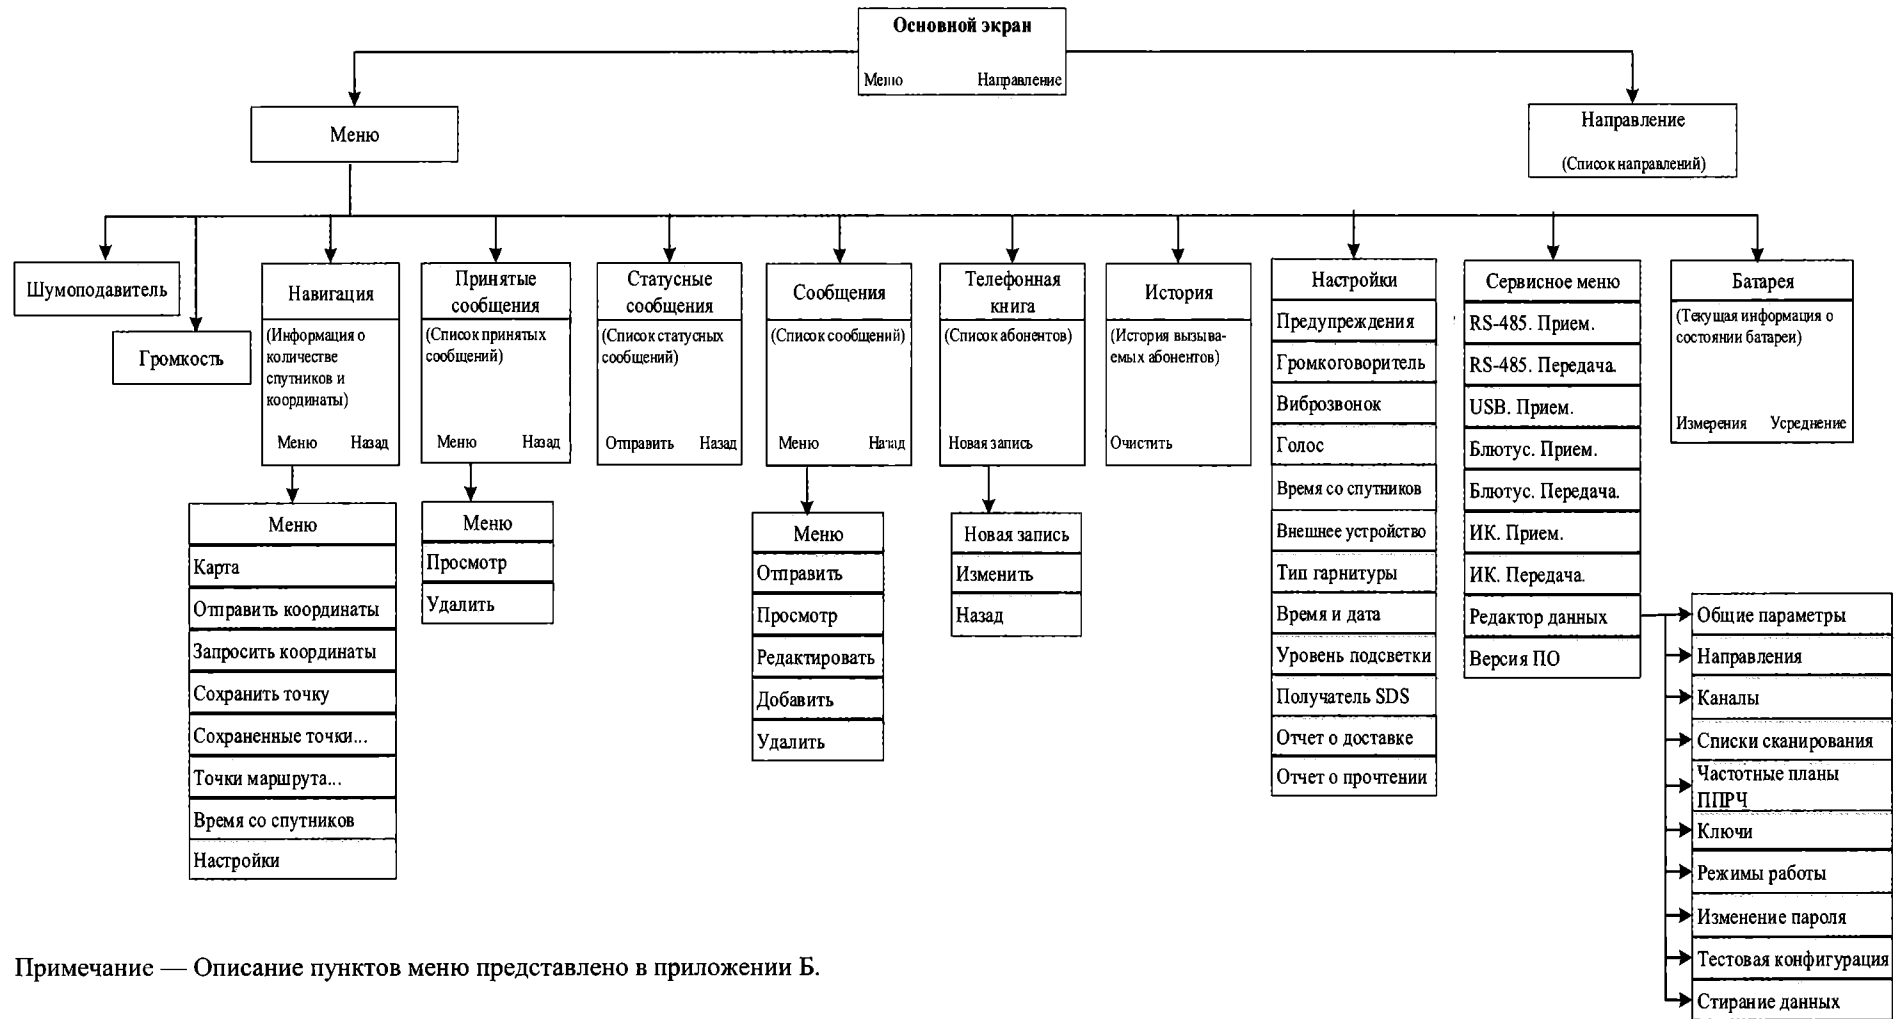 Основной экран
Меню Направление
Меню
Направление
(Список направлений)
Шумоподавитель
Громкость
Навигация
(Информация о
количестве
спутников и
координаты)
Меню Назад
Меню
Карта
Отправить координаты
Запросить координаты
Сохранить точку
Сохраненные точки...
Точки маршрута...
Время со спутников
Настройки
Принятые
сообщения
(Список принятых
сообщений)
Меню Назад
Меню
Просмотр
Удалить
Статусные
сообщения
(Список статусных
сообщений)
Отправить Назад
Сообщения
(Список сообщений)
Меню Назад
Меню
Отправить
Просмотр
Редактировать
Добавить
Удалить
Телефонная
книга
(Список абонентов)
Новая запись
Новая запись
Изменить
Назад
История
(История вызыва-
емых абонентов)
Очистить
Настройки
Предупреждения
Громкоговоритель
Виброзвонок
Голос
Время со спутников
Внешнее устройство
Тип гарнитуры
Время и дата
Уровень подсветки
Получатель SDS
Отчет о доставке
Отчет о прочтении
Сервисное меню
RS-485. Прием.
RS-485. Передача.
USB. Прием.
Блютус. Прием.
Блютус. Передача.
ИК. Прием.
ИК. Передача.
Редактор данных
Версия ПО
Общие параметры
Направления
Каналы
Списки сканирования
Частотные планы
ППРЧ
Ключи
Режимы работы
Изменение пароля
Тестовая конфигурация
Стирание данных
Батарея
(Текущая информация о
состоянии батареи)
Измерения Усреднение
Примечание — Описание пунктов меню представлено в приложении Б.